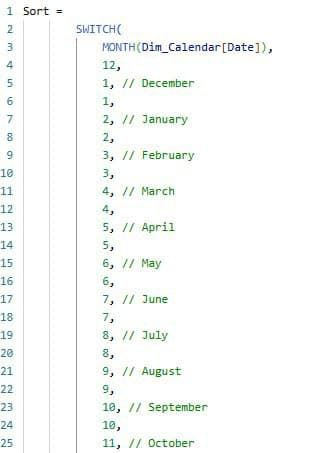 1 Sort =
2 SWITCH(
3 MONTH(Dim_Calendar[Date]),
4 12,
5 1, // December
6 1,
7 2, // January
8 2,
9 3, // February
10 3,
11 4, // March
12 4,
13 5, // April
14 5,
15 6, // May
16 6,
17 7, // June
18 7,
19 8, // July
20 8,
21 9, // August
22 9,
23 10, // September
24 10,
25 11, // October